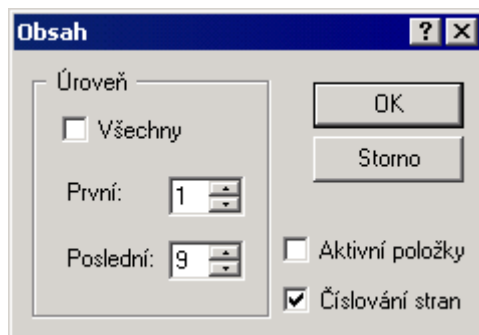 Obsah
Úroveň
Všechny
První: 1
Poslední: 9
OK
Storno
Aktivní položky
Číslování stran